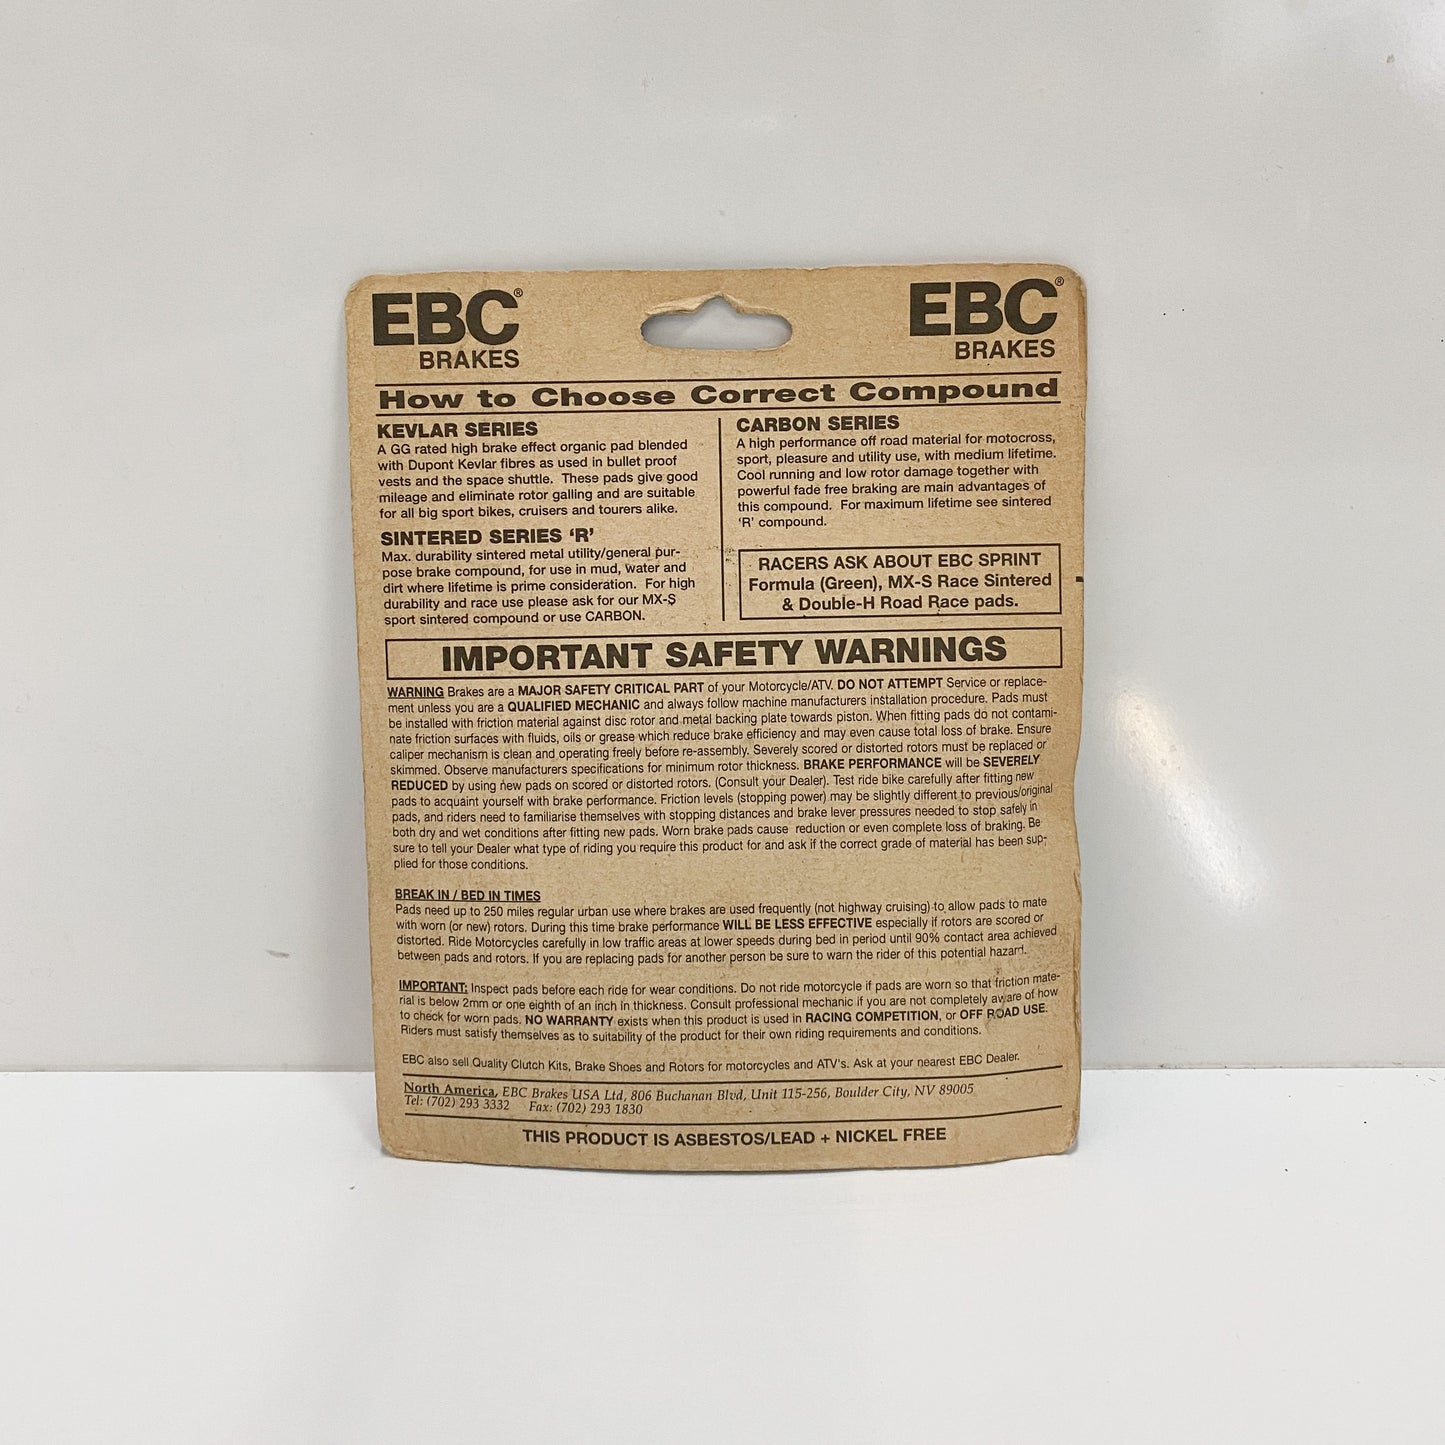 EBC® EBC®
BRAKES BRAKES
How to Choose Correct Compound
KEVLAR SERIES
A GG rated high brake effect organic pad blended
with Dupont Kevlar fibres as used in bullet proof
vests and the space shuttle. These pads give good
mileage and eliminate rotor galling and are suitable
for all big sport bikes, cruisers and tourers alike.
SINTERED SERIES ‘R’
Max. durability sintered metal utility/general pur-
pose brake compound, for use in mud, water and
dirt where lifetime is prime consideration. For high
durability and race use please ask for our MX-S
sport sintered compound or use CARBON.
CARBON SERIES
A high performance off road material for motocross,
sport, pleasure and utility use, with medium lifetime.
Cool running and low rotor damage together with
powerful fade free braking are main advantages of
this compound. For maximum lifetime see sintered
‘R’ compound.
RACERS ASK ABOUT EBC SPRINT
Formula (Green), MX-S Race Sintered
& Double-H Road Race pads.
IMPORTANT SAFETY WARNINGS
WARNING Brakes are a MAJOR SAFETY CRITICAL PART of your Motorcycle/ATV. DO NOT ATTEMPT Service or replace-
ment unless you are a QUALIFIED MECHANIC and always follow machine manufacturers installation procedure. Pads must
be installed with friction material against disc rotor and metal backing plate towards piston. When fitting pads do not contami-
nate friction surfaces with fluids, oils or grease which reduce brake efficiency and may even cause total loss of brake. Ensure
caliper mechanism is clean and operating freely before re-assembly. Severely scored or distorted rotors must be replaced or
skimmed. Observe manufacturers specifications for minimum rotor thickness. BRAKE PERFORMANCE will be SEVERELY
REDUCED by using new pads on scored or distorted rotors. (Consult your Dealer). Test ride bike carefully after fitting new
pads to acquaint yourself with brake performance. Friction levels (stopping power) may be slightly different to previous/original
pads, and riders need to familiarise themselves with stopping distances and brake lever pressures needed to stop safely in
both dry and wet conditions after fitting new pads. Worn brake pads cause reduction or even complete loss of braking. Be
sure to tell your Dealer what type of riding you require this product for and ask if the correct grade of material has been sup-
plied for those conditions.
BREAK IN / BED IN TIMES
Pads need up to 250 miles regular urban use where brakes are used frequently (not highway cruising) to allow pads to mate
with worn (or new) rotors. During this time brake performance WILL BE LESS EFFECTIVE especially if rotors are scored or
distorted. Ride Motorcycles carefully in low traffic areas at lower speeds during bed in period until 90% contact area achieved
between pads and rotors. If you are replacing pads for another person be sure to warn the rider of this potential hazard.
IMPORTANT: Inspect pads before each ride for wear conditions. Do not ride motorcycle if pads are worn so that friction mate-
rial is below 2mm or one eighth of an inch in thickness. Consult professional mechanic if you are not completely aware of how
to check for worn pads. NO WARRANTY exists when this product is used in RACING COMPETITION, or OFF ROAD USE.
Riders must satisfy themselves as to suitability of the product for their own riding requirements and conditions.
EBC also sell Quality Clutch Kits, Brake Shoes and Rotors for motorcycles and ATV's. Ask at your nearest EBC Dealer.
North America, EBC Brakes USA Ltd, 806 Buchanan Blvd, Unit 115-256, Boulder City, NV 89005
Tel: (702) 293 3332 Fax: (702) 293 1830
THIS PRODUCT IS ASBESTOS/LEAD + NICKEL FREE